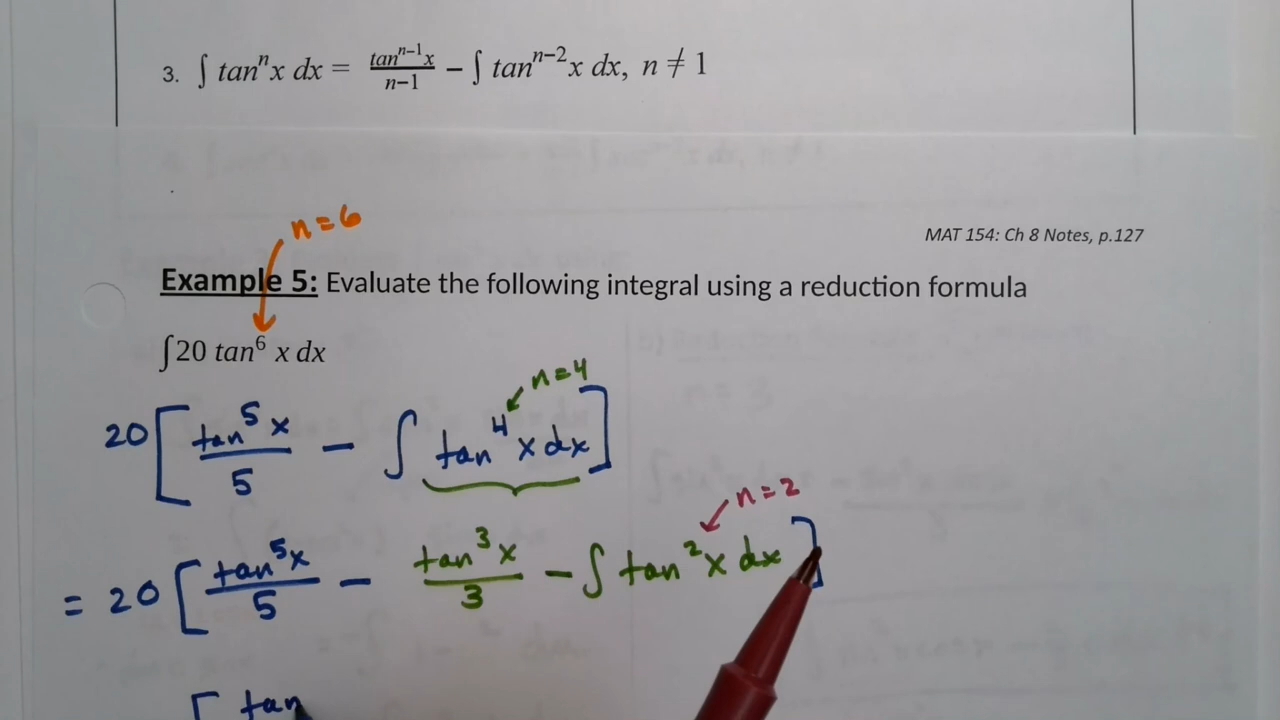 3. ∫ tanⁿx dx = tanⁿ⁻¹x / n−1 − ∫ tanⁿ⁻²x dx, n ≠ 1
n=6
MAT 154: Ch 8 Notes, p.127
Example 5: Evaluate the following integral using a reduction formula
∫20 tan⁶ x dx
n=4
20 [ tan⁵x / 5 − ∫ tan⁴x dx ]
n=2
= 20 [ tan⁵x / 5 − tan³x / 3 − ∫ tan²x dx ]
[ tan